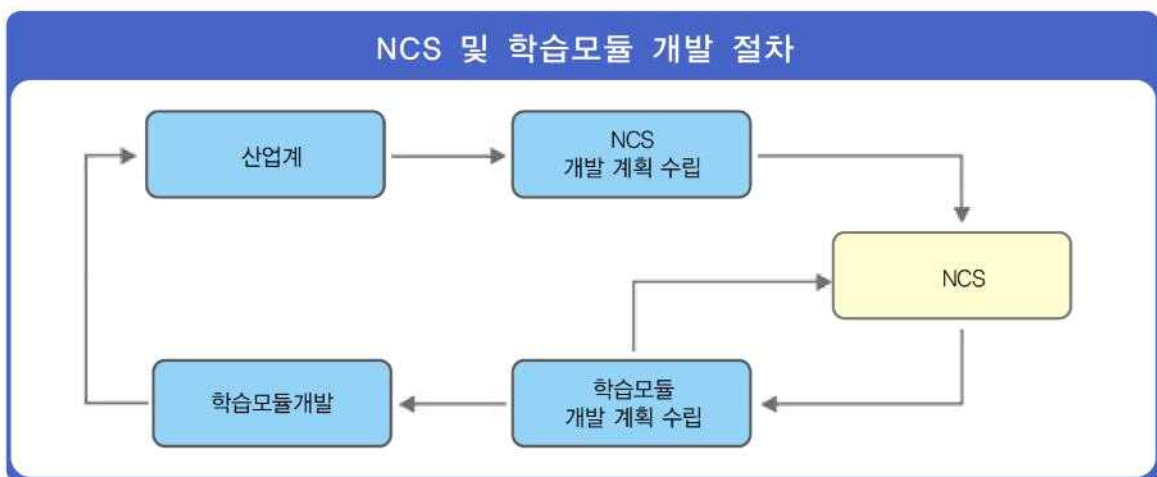 NCS 및 학습모듈 개발 절차
산업계
NCS
개발 계획 수립
NCS
학습모듈개발
학습모듈
개발 계획 수립